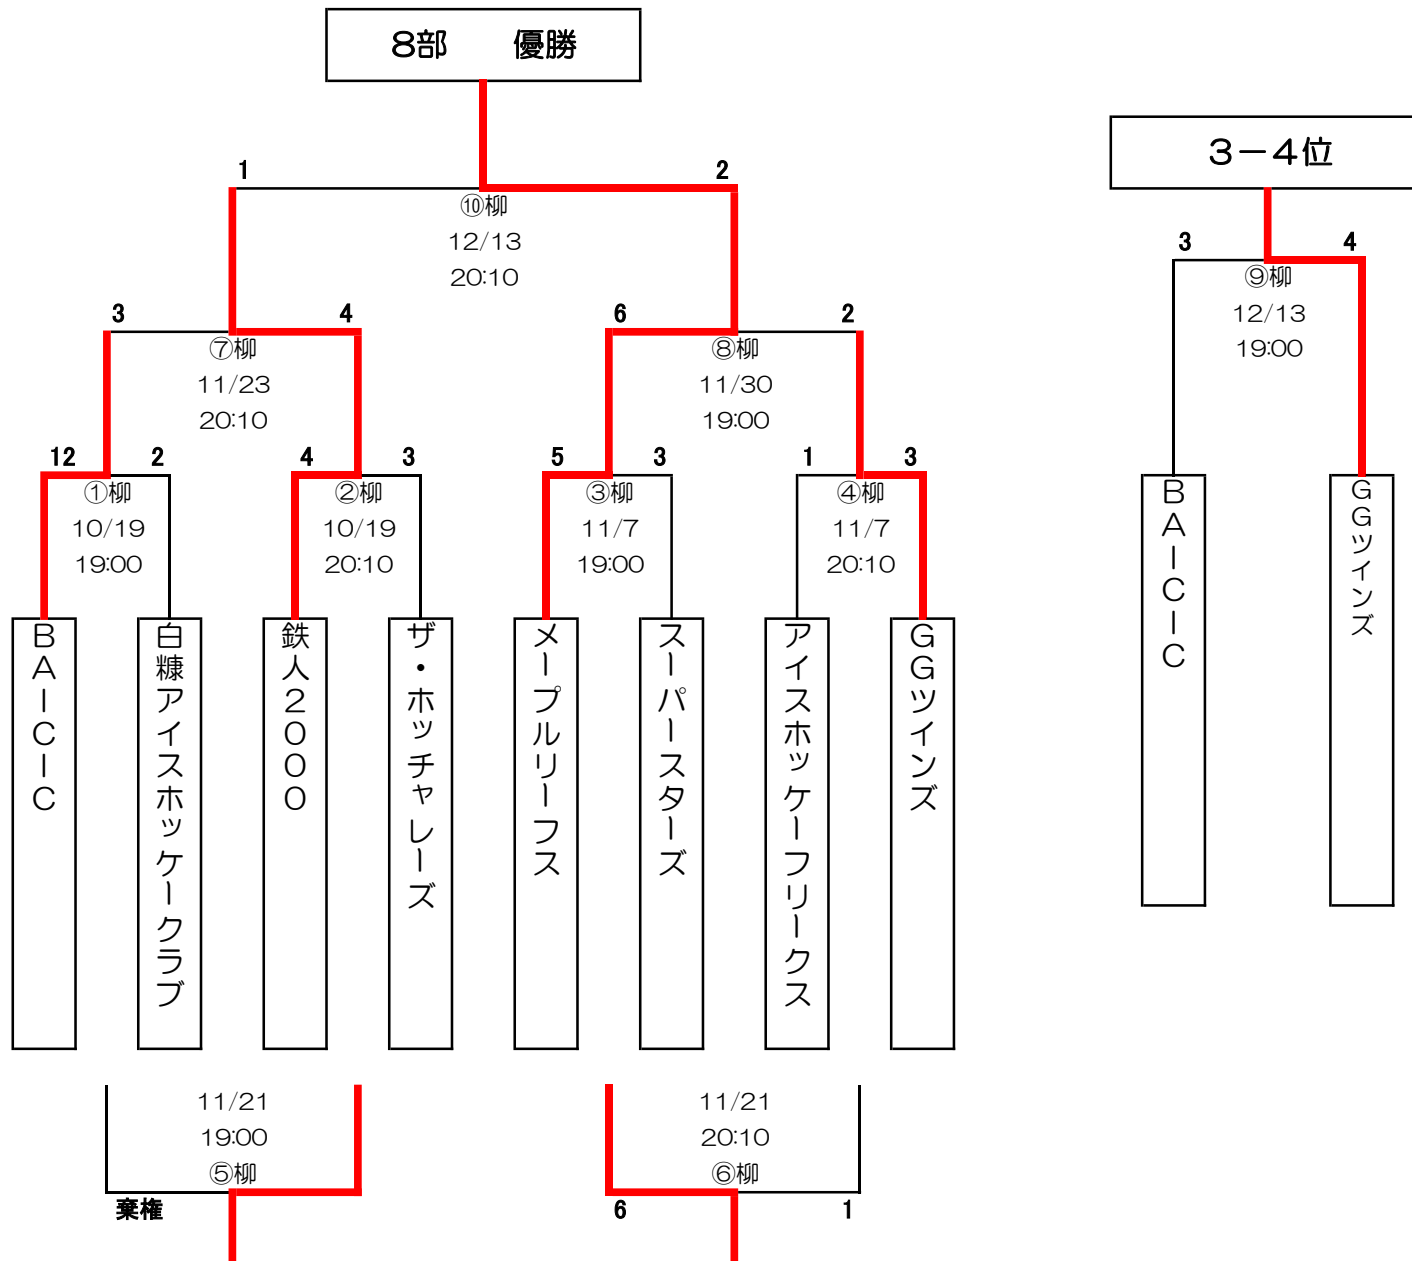 8部　　優勝
3－4位
1
2
⑩柳
12/13
20:10
3
4
⑨柳
12/13
19:00
3
4
6
2
⑦柳
11/23
20:10
⑧柳
11/30
19:00
12
2
4
3
5
3
1
3
①柳
10/19
19:00
②柳
10/19
20:10
③柳
11/7
19:00
④柳
11/7
20:10
BAICIC
白糠アイスホッケークラブ
鉄人2000
ザ・ホッチャレーズ
メープルリーフス
スーパースターズ
アイスホッケーフリークス
GGツインズ
BAICIC
GGツインズ
11/21
19:00
⑤柳
棄権
11/21
20:10
⑥柳
6
1